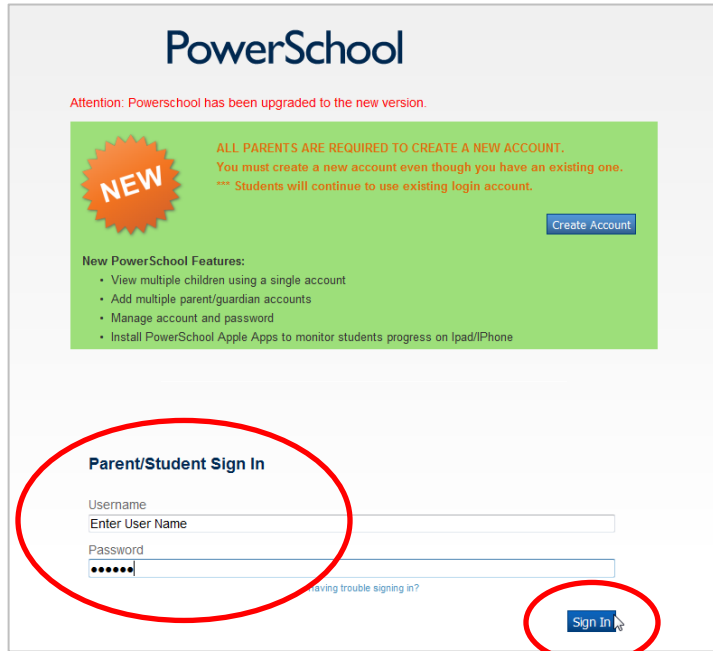 PowerSchool
Attention: Powerschool has been upgraded to the new version.
NEW
ALL PARENTS ARE REQUIRED TO CREATE A NEW ACCOUNT.
You must create a new account even though you have an existing one.
*** Students will continue to use existing login account.
Create Account
New PowerSchool Features:
• View multiple children using a single account
• Add multiple parent/guardian accounts
• Manage account and password
• Install PowerSchool Apple Apps to monitor students progress on Ipad/IPhone
Parent/Student Sign In
Username
Enter User Name
Password
••••••
Having trouble signing in?
Sign In